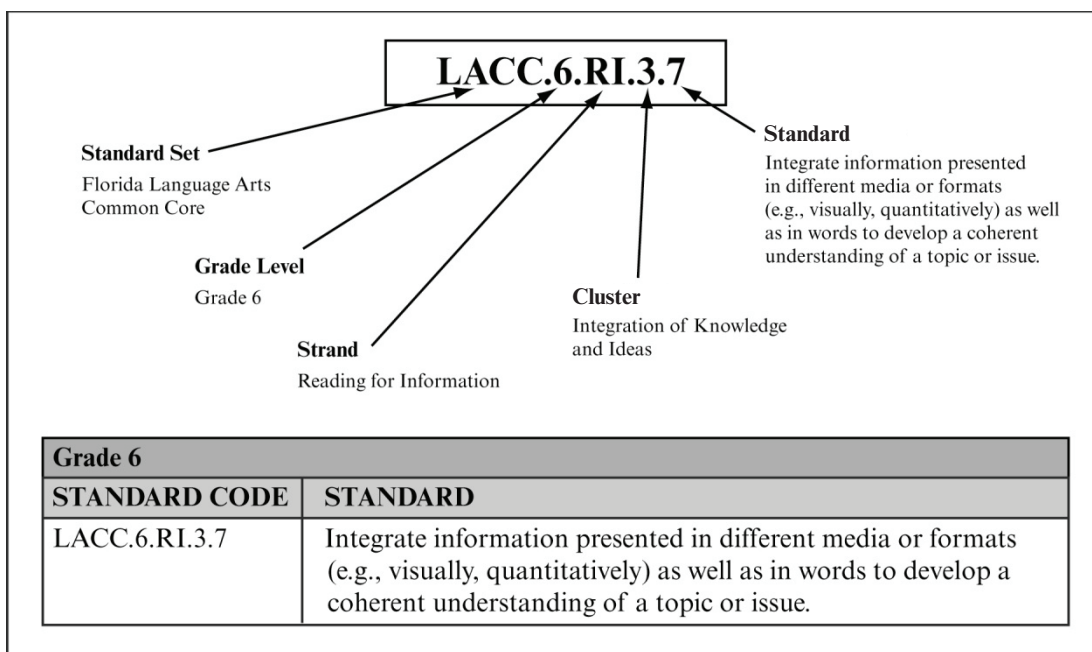 LACC.6.RI.3.7
Standard Set
Florida Language Arts
Common Core
Grade Level
Grade 6
Strand
Reading for Information
Cluster
Integration of Knowledge
and Ideas
Standard
Integrate information presented
in different media or formats
(e.g., visually, quantitatively) as well
as in words to develop a coherent
understanding of a topic or issue.
Grade 6
STANDARD CODE STANDARD
LACC.6.RI.3.7 Integrate information presented in different media or formats
(e.g., visually, quantitatively) as well as in words to develop a
coherent understanding of a topic or issue.